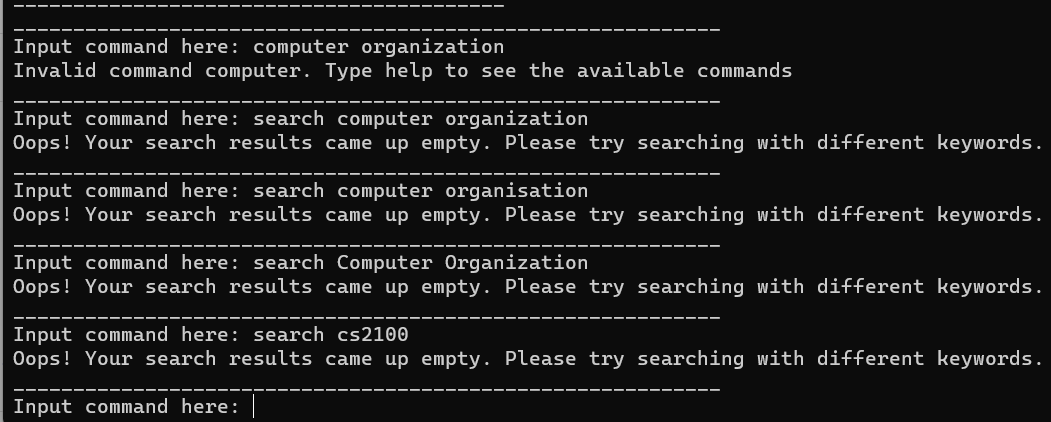 Input command here: computer organization
Invalid command computer. Type help to see the available commands
Input command here: search computer organization
Oops! Your search results came up empty. Please try searching with different keywords.
Input command here: search computer organisation
Oops! Your search results came up empty. Please try searching with different keywords.
Input command here: search Computer Organization
Oops! Your search results came up empty. Please try searching with different keywords.
Input command here: search cs2100
Oops! Your search results came up empty. Please try searching with different keywords.
Input command here: